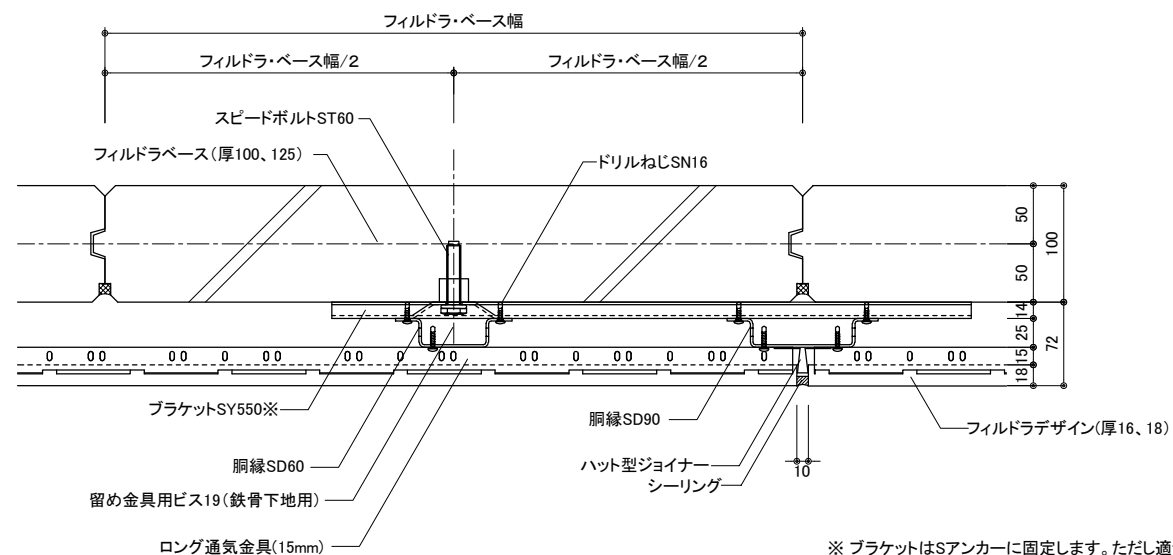 フィルドラ・ベース幅
フィルドラ・ベース幅/2
フィルドラ・ベース幅/2
スピードボルトST60
フィルドラベース(厚100、125)
ドリルねじSN16
50
50
100
14
25
15
18
72
ブラケットSY550※
胴縁SD90
フィルドラデザイン(厚16、18)
胴縁SD60
ハット型ジョイナー
10
シーリング
留め金具用ビス19(鉄骨下地用)
ロング通気金具(15mm)
※ ブラケットはSアンカーに固定します。ただし適